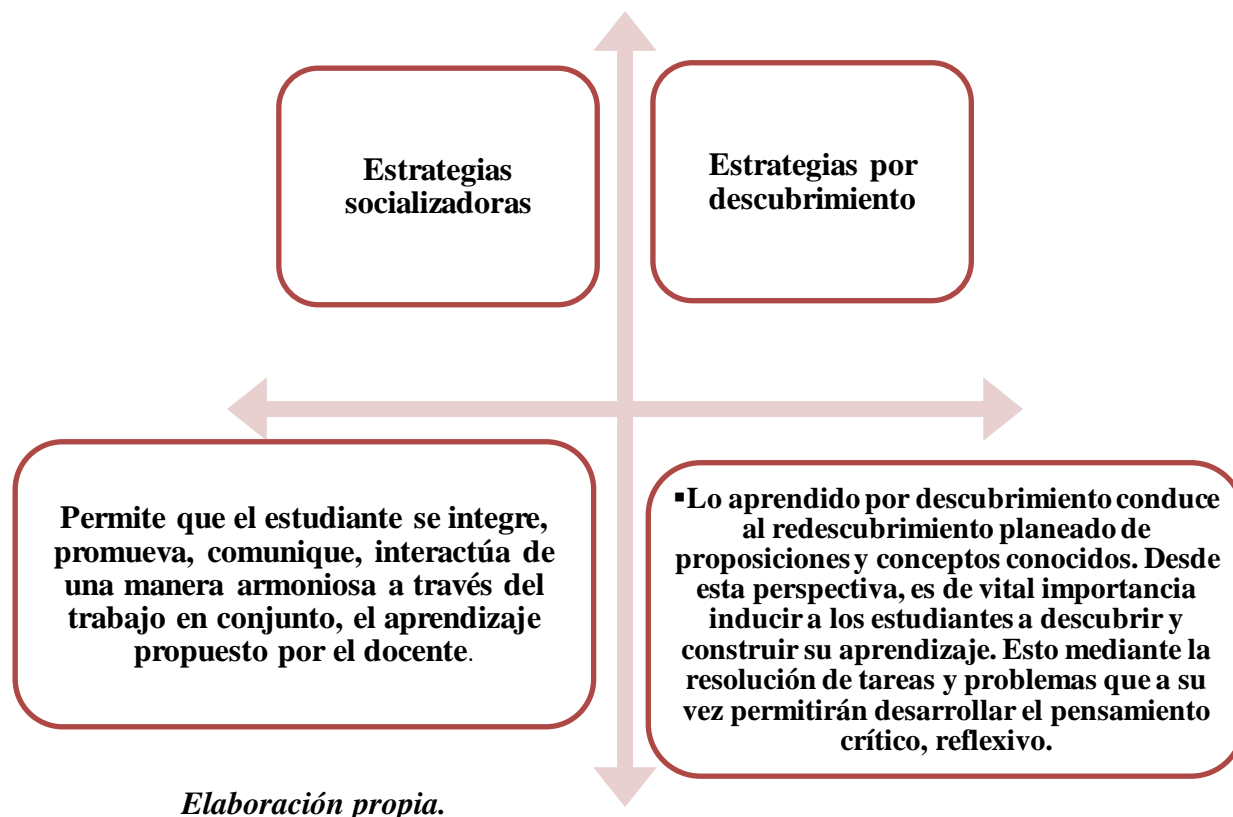 Estrategias
socializadoras
Estrategias por
descubrimiento
Permite que el estudiante se integre,
promueva, comunique, interactúa de
una manera armoniosa a través del
trabajo en conjunto, el aprendizaje
propuesto por el docente.
▪Lo aprendido por descubrimiento conduce
al redescubrimiento planeado de
proposiciones y conceptos conocidos. Desde
esta perspectiva, es de vital importancia
inducir a los estudiantes a descubrir y
construir su aprendizaje. Esto mediante la
resolución de tareas y problemas que a su
vez permitirán desarrollar el pensamiento
crítico, reflexivo.
Elaboración propia.